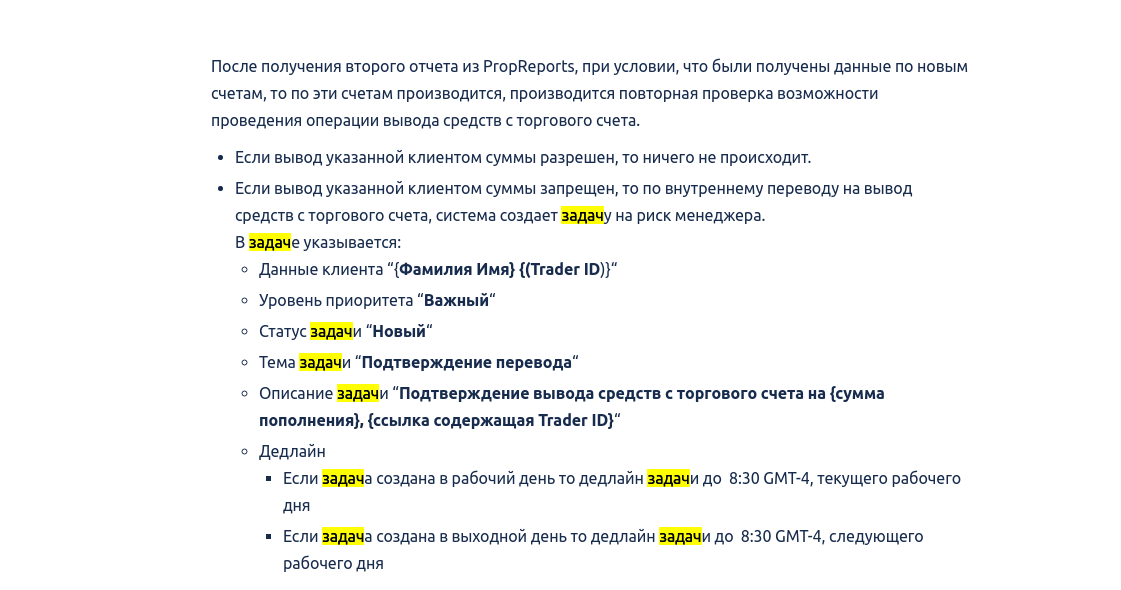 После получения второго отчета из PropReports, при условии, что были получены данные по новым
счетам, то по эти счетам производится, производится повторная проверка возможности
проведения операции вывода средств с торгового счета.
• Если вывод указанной клиентом суммы разрешен, то ничего не происходит.
• Если вывод указанной клиентом суммы запрещен, то по внутреннему переводу на вывод
средств с торгового счета, система создает задачу на риск менеджера.
В задаче указывается:
◦ Данные клиента “{Фамилия Имя} {(Trader ID)}“
◦ Уровень приоритета “Важный“
◦ Статус задачи “Новый“
◦ Тема задачи “Подтверждение перевода“
◦ Описание задачи “Подтверждение вывода средств с торгового счета на {сумма
пополнения}, {ссылка содержащая Trader ID}“
◦ Дедлайн
▪ Если задача создана в рабочий день то дедлайн задачи до  8:30 GMT-4, текущего рабочего
дня
▪ Если задача создана в выходной день то дедлайн задачи до  8:30 GMT-4, следующего
рабочего дня